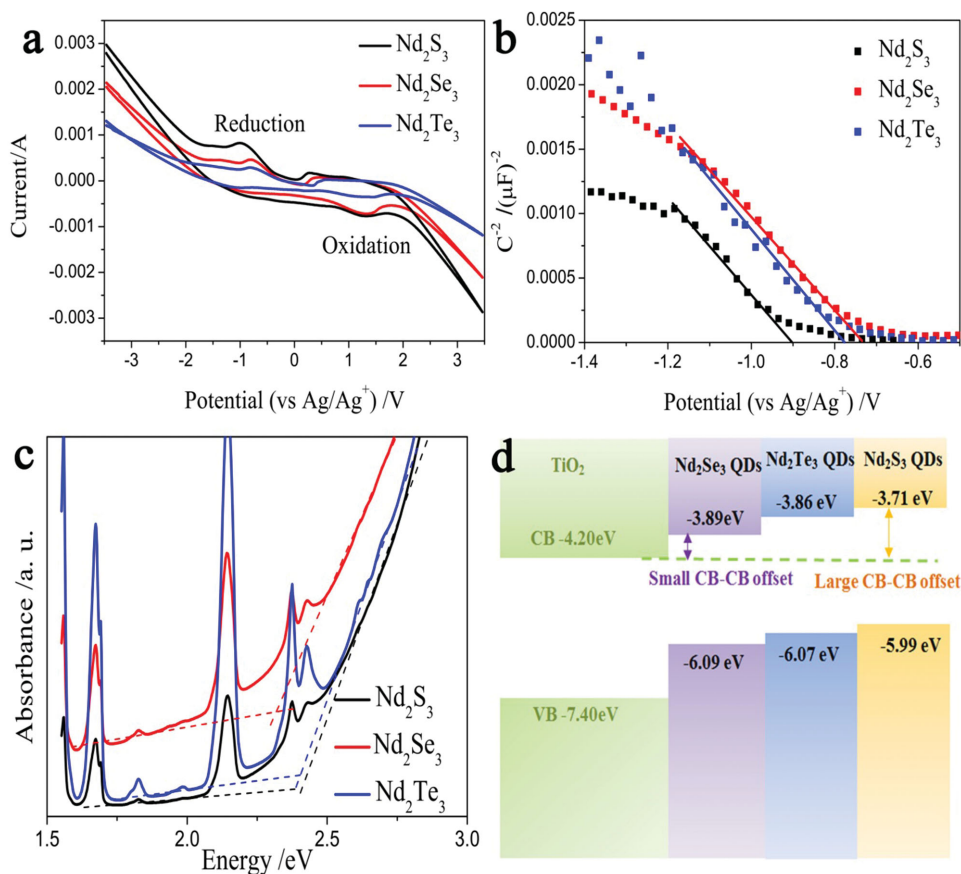 a
0.003
0.002
0.001
0.000
-0.001
-0.002
-0.003
Current/A
Nd₂S₃
Nd₂Se₃
Nd₂Te₃
Reduction
Oxidation
-3 -2 -1 0 1 2 3
Potential (vs Ag/Ag⁺) /V
b
0.0025
0.0020
0.0015
0.0010
0.0005
0.0000
C⁻² /(μF)⁻²
Nd₂S₃
Nd₂Se₃
Nd₂Te₃
-1.4 -1.2 -1.0 -0.8 -0.6
Potential (vs Ag/Ag⁺) /V
c
Absorbance /a. u.
Nd₂S₃
Nd₂Se₃
Nd₂Te₃
1.5 2.0 2.5 3.0
Energy /eV
d
TiO₂
Nd₂Se₃ QDs
Nd₂Te₃ QDs
Nd₂S₃ QDs
-3.89eV
-3.86 eV
-3.71 eV
CB -4.20eV
Small CB-CB offset
Large CB-CB offset
-6.09 eV
-6.07 eV
-5.99 eV
VB -7.40eV